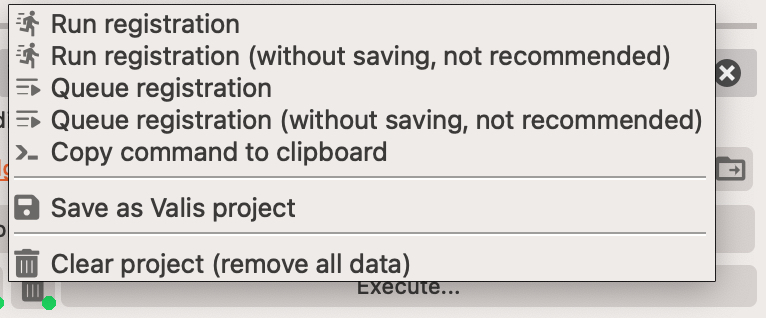 Run registration
Run registration (without saving, not recommended)
Queue registration
Queue registration (without saving, not recommended)
Copy command to clipboard
Save as Valis project
Clear project (remove all data)
Execute...